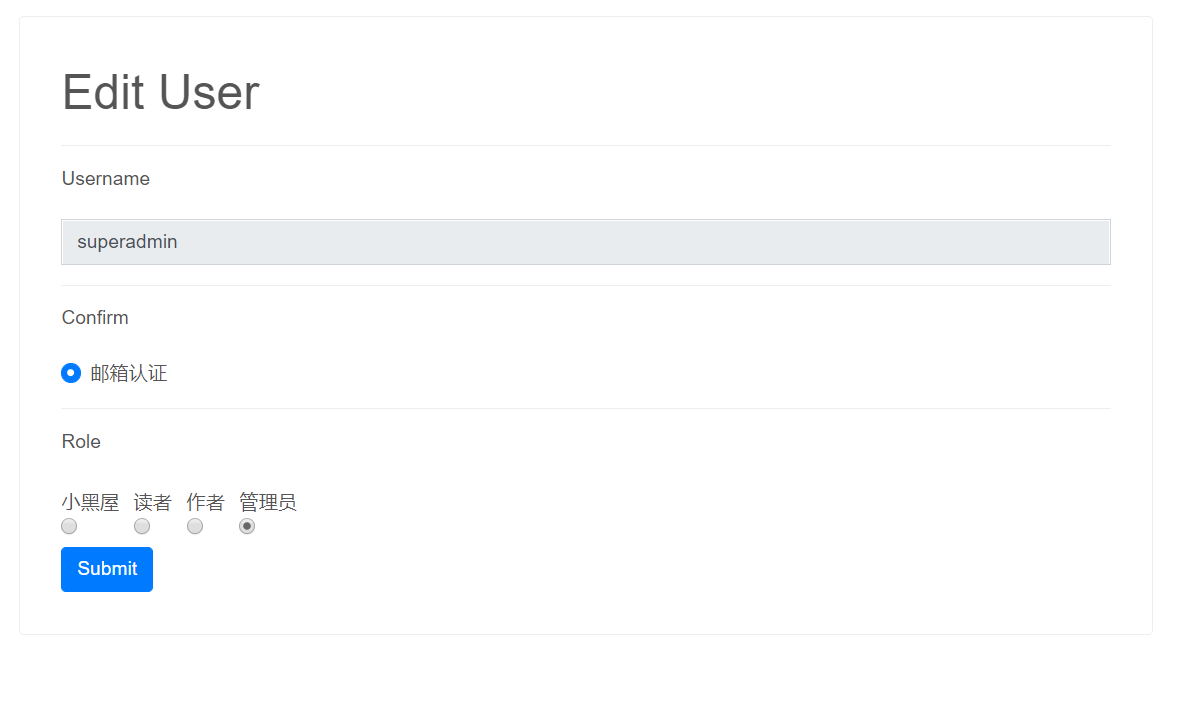 Edit User
Username
superadmin
Confirm
邮箱认证
Role
小黑屋 读者 作者 管理员
Submit